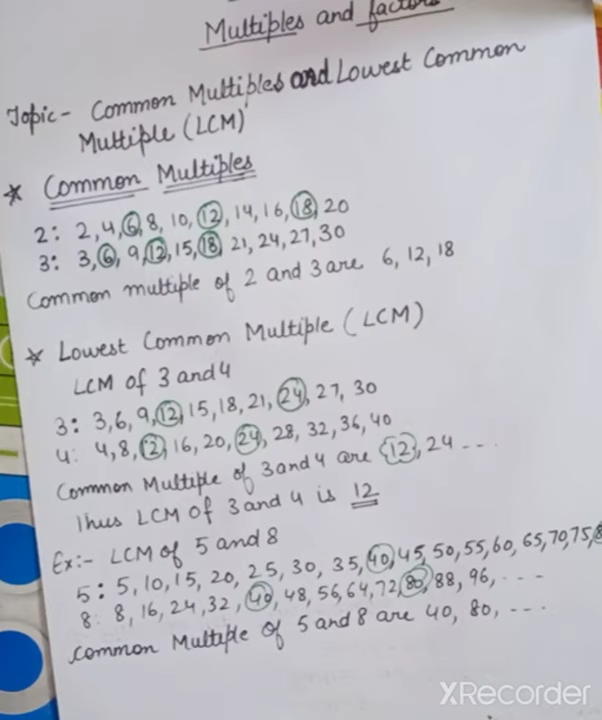 Multiples and factors
Topic- Common Multiples and Lowest Common
Multiple (LCM)
* Common Multiples
2: 2, 4, 6, 8, 10, 12, 14, 16, 18, 20
3: 3, 6, 9, 12, 15, 18, 21, 24, 27, 30
Common multiple of 2 and 3 are 6, 12, 18
* Lowest Common Multiple (LCM)
LCM of 3 and 4
3: 3, 6, 9, 12, 15, 18, 21, 24, 27, 30
4: 4, 8, 12, 16, 20, 24, 28, 32, 36, 40
Common Multiple of 3 and 4 are 12, 24 ---
Thus LCM of 3 and 4 is 12
Ex:- LCM of 5 and 8
5: 5, 10, 15, 20, 25, 30, 35, 40, 45, 50, 55, 60, 65, 70, 75, 8
8: 8, 16, 24, 32, 40, 48, 56, 64, 72, 80, 88, 96, ---
Common Multiple of 5 and 8 are 40, 80, ---
XRecorder